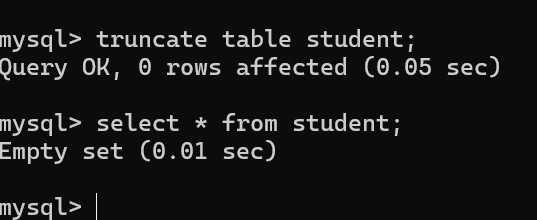 mysql> truncate table student;
Query OK, 0 rows affected (0.05 sec)
mysql> select * from student;
Empty set (0.01 sec)
mysql>